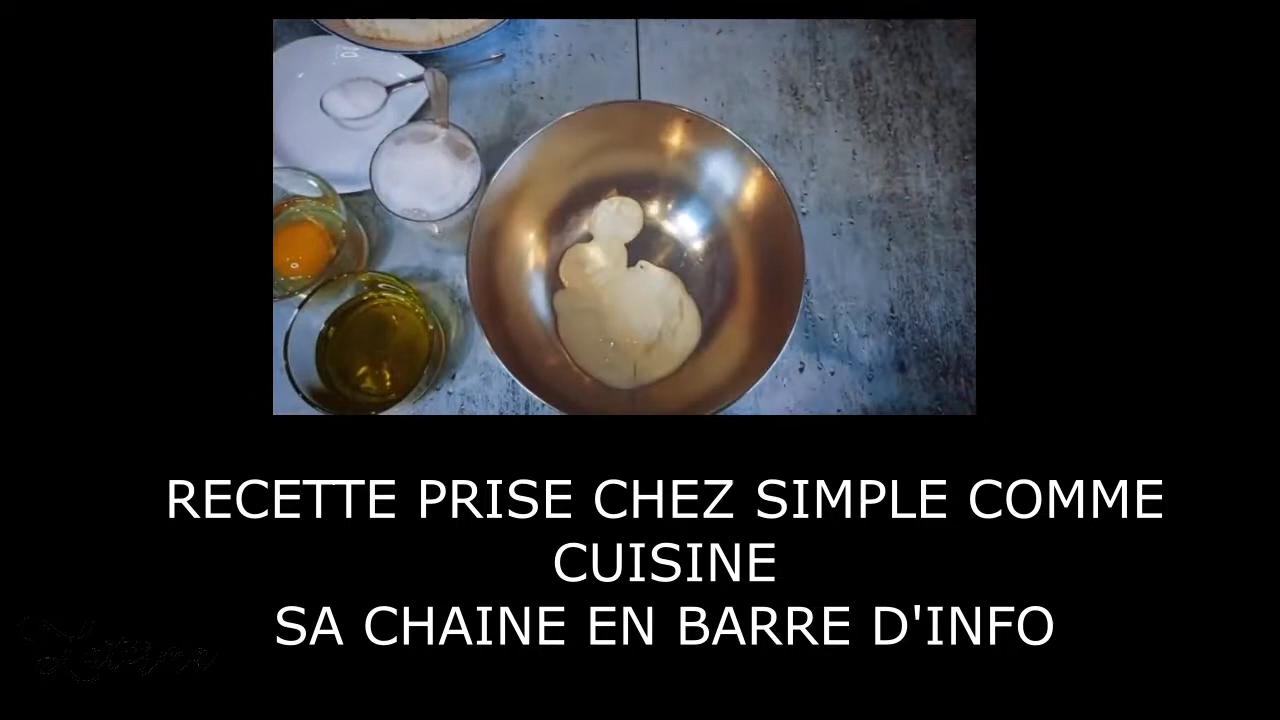 RECETTE PRISE CHEZ SIMPLE COMME
CUISINE
SA CHAINE EN BARRE D'INFO